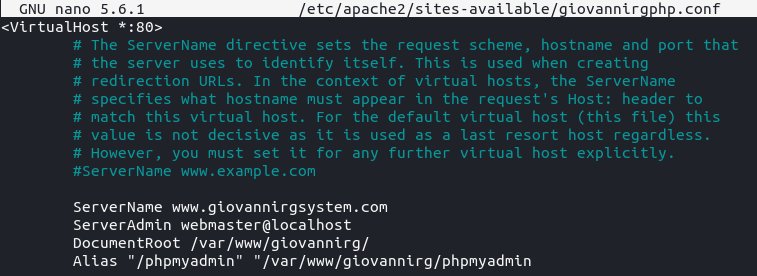 GNU nano 5.6.1 /etc/apache2/sites-available/giovannirgphp.conf
<VirtualHost *:80>
# The ServerName directive sets the request scheme, hostname and port that
# the server uses to identify itself. This is used when creating
# redirection URLs. In the context of virtual hosts, the ServerName
# specifies what hostname must appear in the request's Host: header to
# match this virtual host. For the default virtual host (this file) this
# value is not decisive as it is used as a last resort host regardless.
# However, you must set it for any further virtual host explicitly.
#ServerName www.example.com
ServerName www.giovannirgsystem.com
ServerAdmin webmaster@localhost
DocumentRoot /var/www/giovannirg/
Alias "/phpmyadmin" "/var/www/giovannirg/phpmyadmin